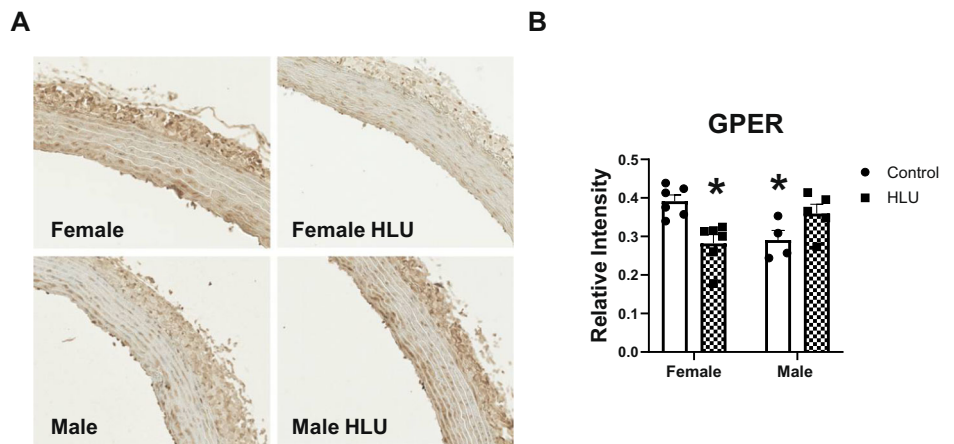 A
B
Female
Female HLU
Male
Male HLU
GPER
Relative Intensity
0.5
0.4
0.3
0.2
0.1
0.0
*
*
Control
HLU
Female
Male